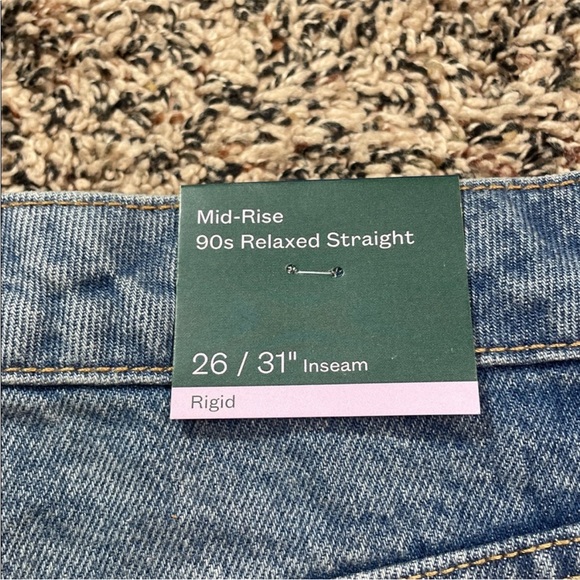 Mid-Rise
90s Relaxed Straight
26 / 31" Inseam
Rigid